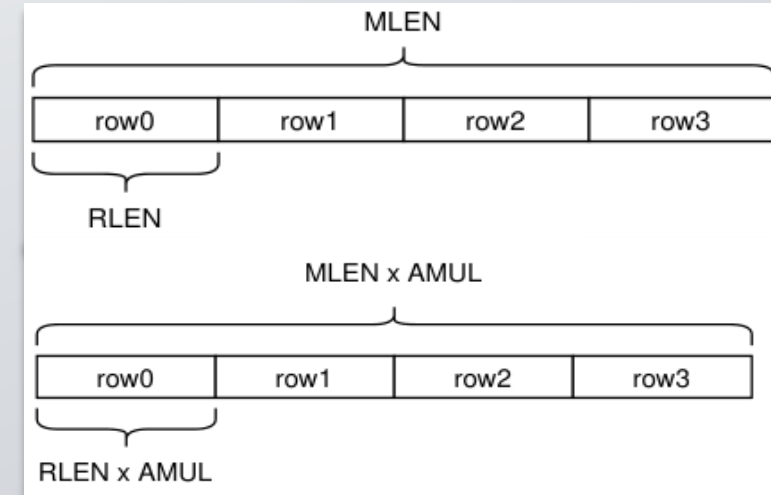 MLEN
row0 row1 row2 row3
RLEN
MLEN x AMUL
row0 row1 row2 row3
RLEN x AMUL